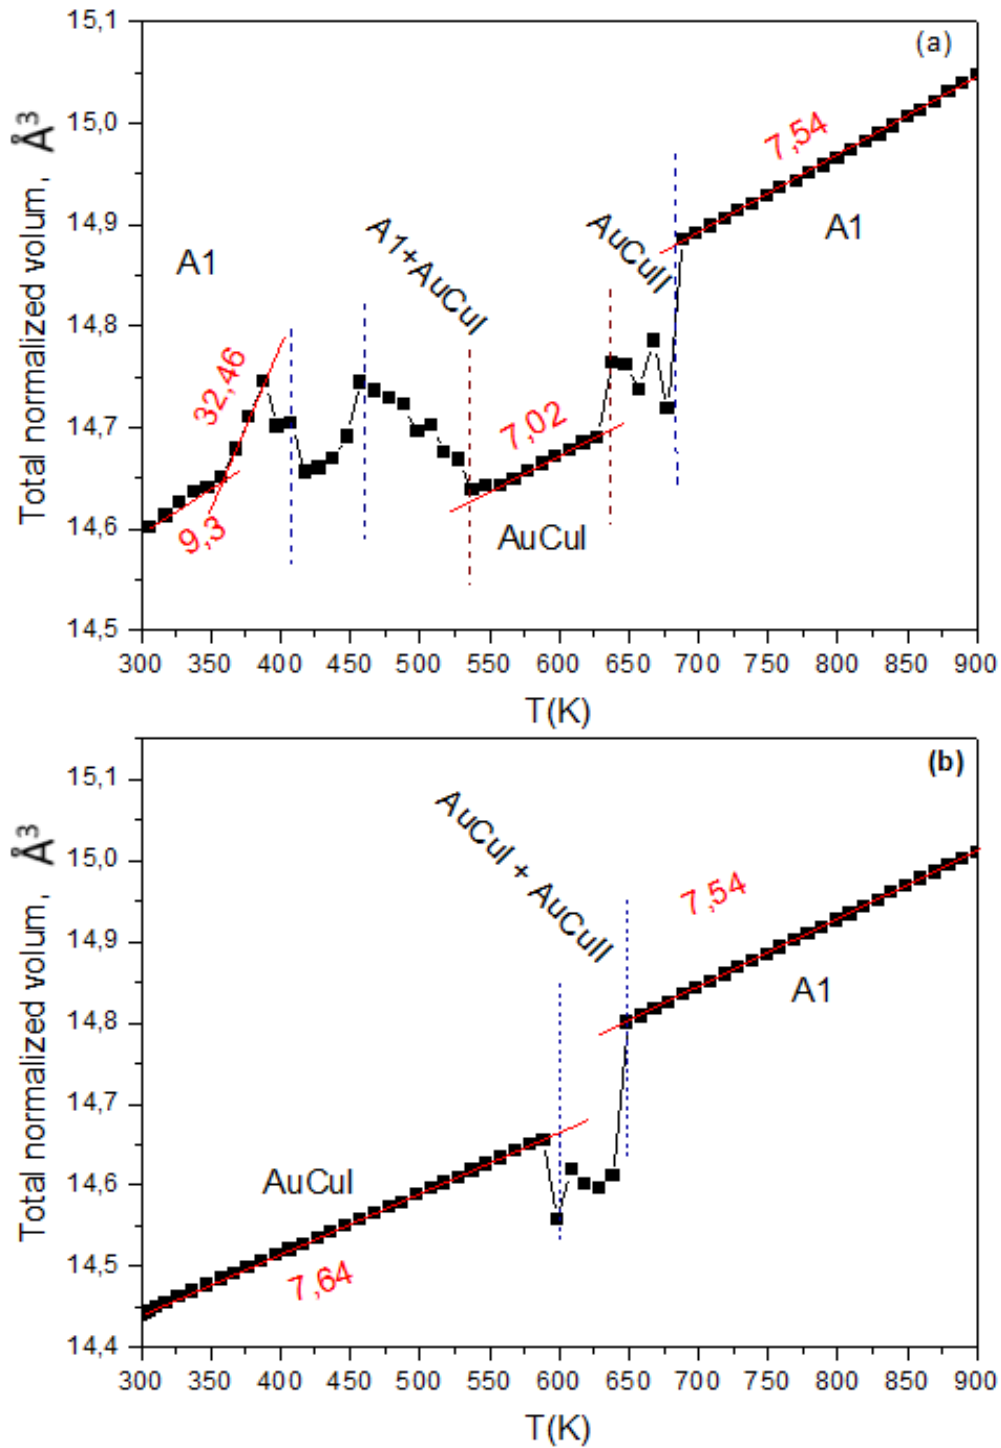 (a)
Total normalized volum, Å³
15,1
15,0
14,9
14,8
14,7
14,6
14,5
A1
A1+AuCuI
AuCuII
7,54
A1
32,46
9,3
7,02
AuCuI
300 350 400 450 500 550 600 650 700 750 800 850 900
T(K)
(b)
Total normalized volum, Å³
15,1
15,0
14,9
14,8
14,7
14,6
14,5
14,4
AuCuI + AuCuII
7,54
A1
AuCuI
7,64
300 350 400 450 500 550 600 650 700 750 800 850 900
T(K)